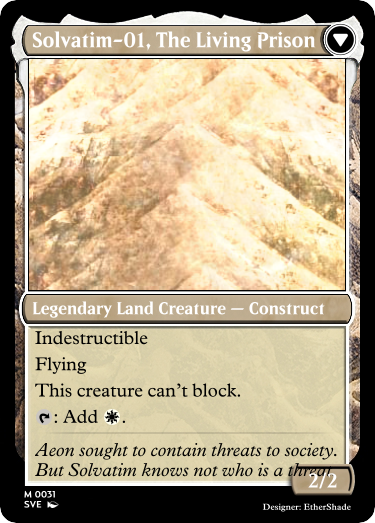 Solvatim-01, The Living Prison
Legendary Land Creature — Construct
Indestructible
Flying
This creature can't block.
: Add .
Aeon sought to contain threats to society.
But Solvatim knows not who is a threat.
2/2
M 0031
SVE
Designer: EtherShade